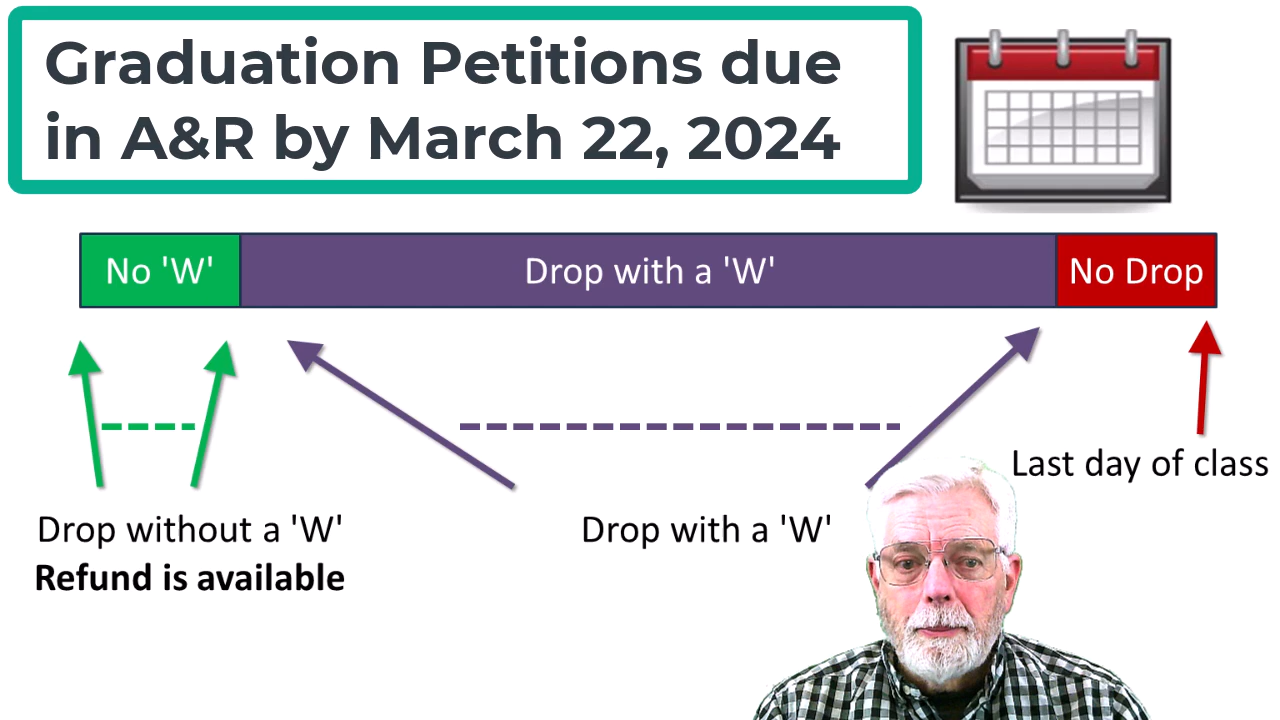 Graduation Petitions due
in A&R by March 22, 2024
No 'W'
Drop with a 'W'
No Drop
Last day of class
Drop without a 'W'
Refund is available
Drop with a 'W'